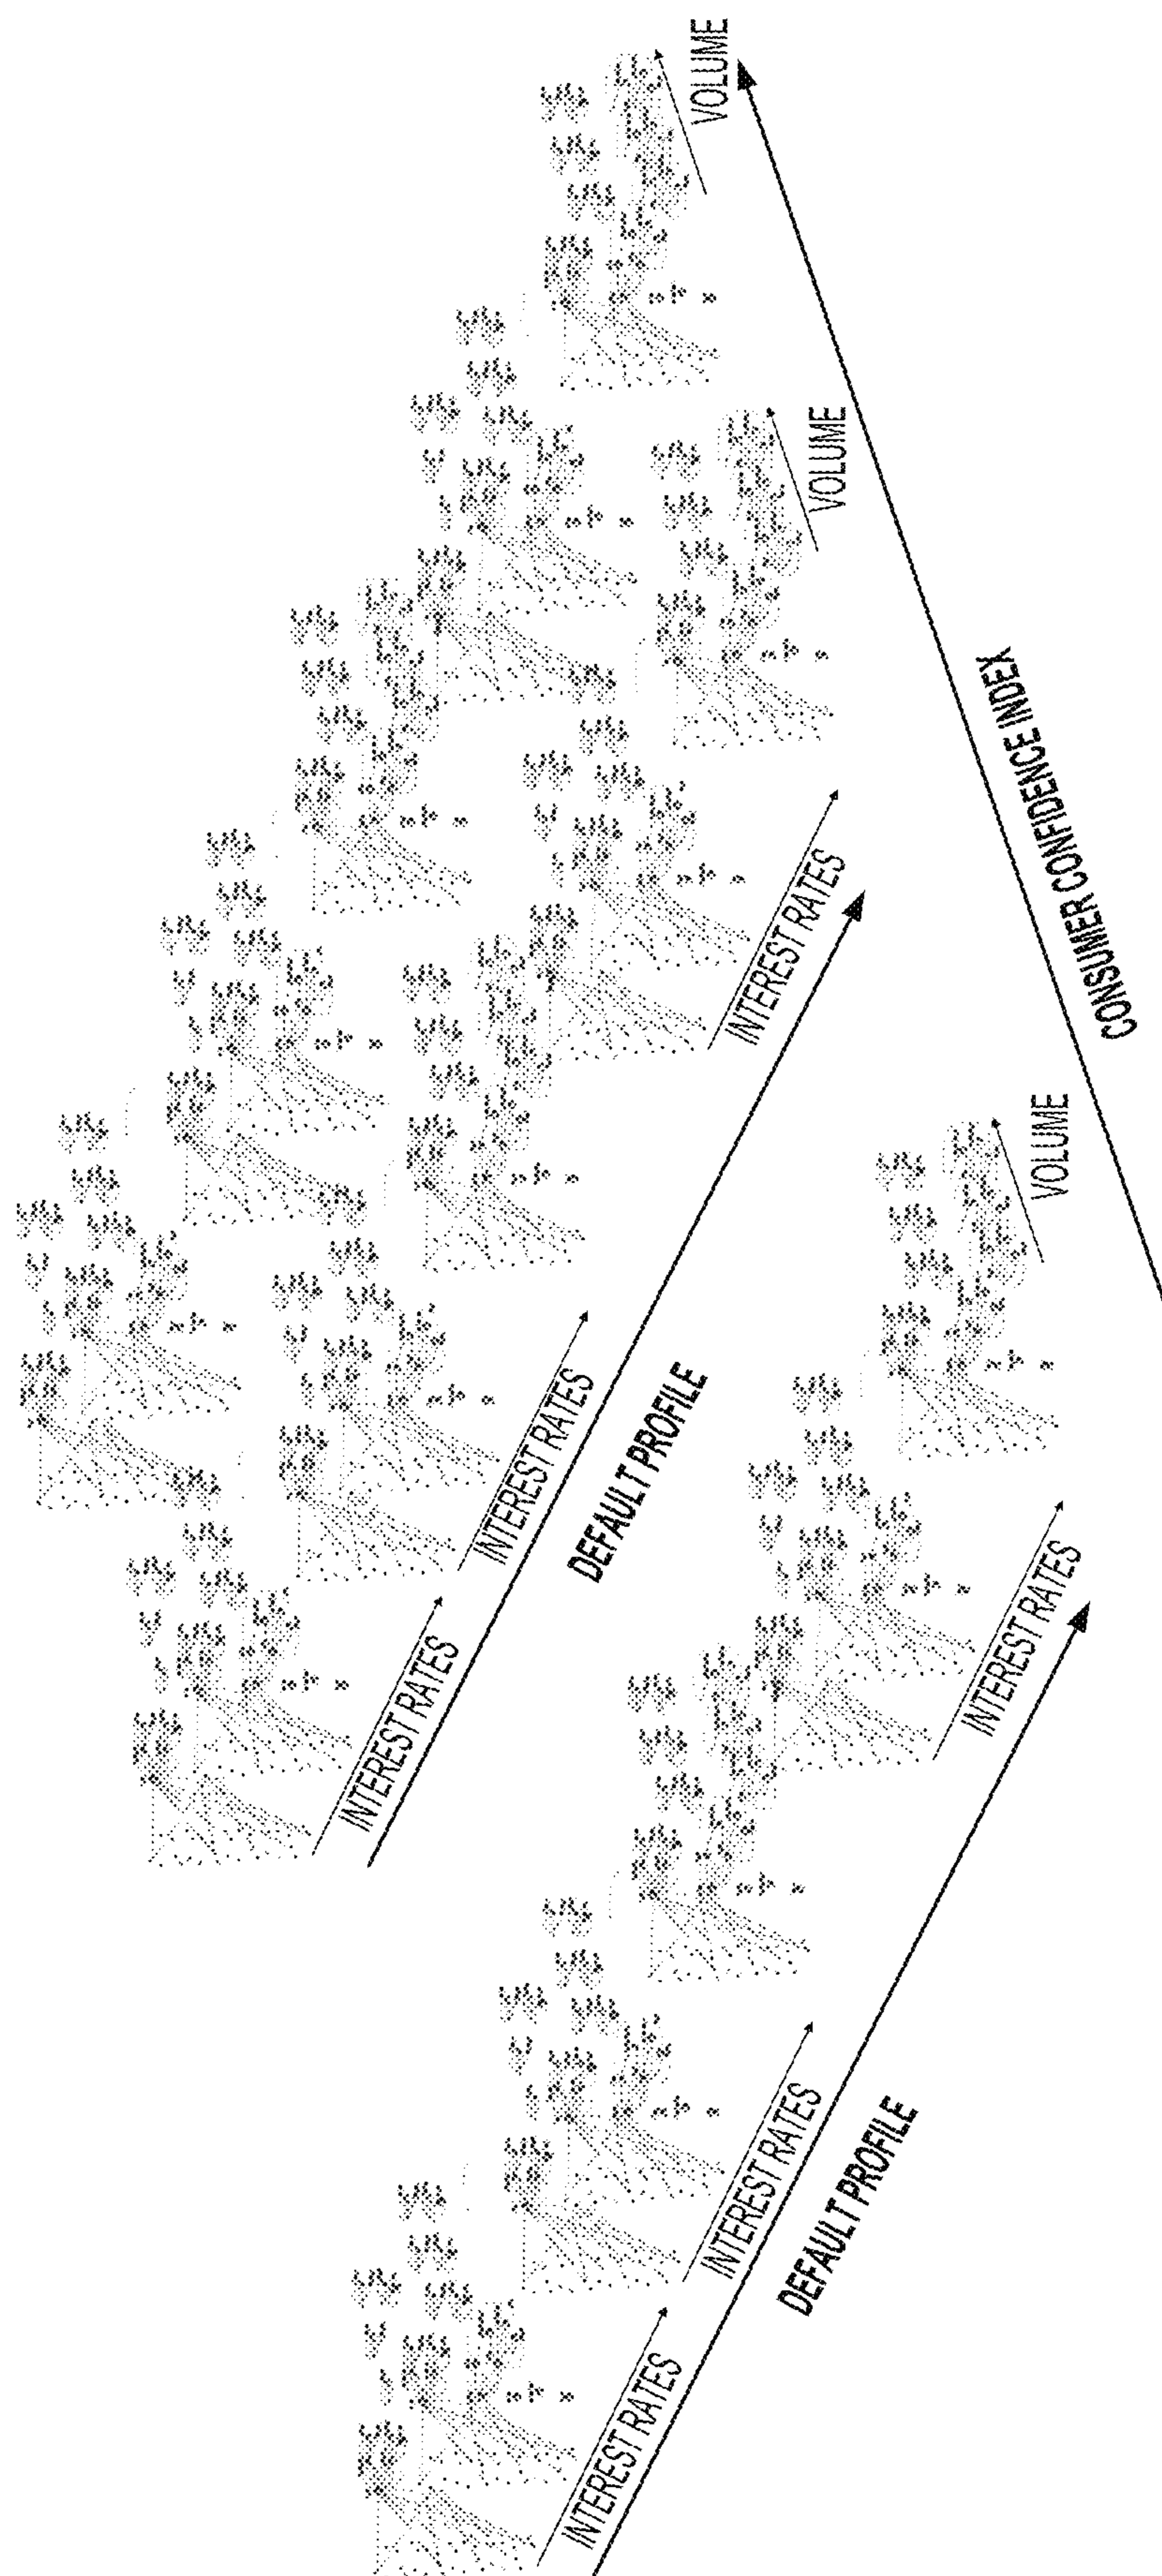 VOLUME
VOLUME
CONSUMER CONFIDENCE INDEX
INTEREST RATES
VOLUME
INTEREST RATES
DEFAULT PROFILE
INTEREST RATES
INTEREST RATES
INTEREST RATES
DEFAULT PROFILE
INTEREST RATES